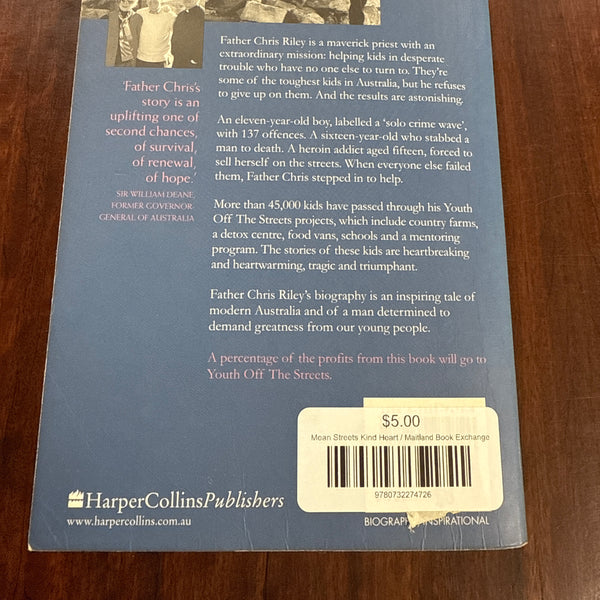 Father Chris Riley is a maverick priest with an
extraordinary mission: helping kids in desperate
trouble who have no one else to turn to. They're
some of the toughest kids in Australia, but he refuses
to give up on them. And the results are astonishing.
An eleven-year-old boy, labelled a 'solo crime wave',
with 137 offences. A sixteen-year-old who stabbed a
man to death. A heroin addict aged fifteen, forced to
sell herself on the streets. When everyone else failed
them, Father Chris stepped in to help.
More than 45,000 kids have passed through his Youth
Off The Streets projects, which include country farms,
a detox centre, food vans, schools and a mentoring
program. The stories of these kids are heartbreaking
and heartwarming, tragic and triumphant.
Father Chris Riley's biography is an inspiring tale of
modern Australia and of a man determined to
demand greatness from our young people.
A percentage of the profits from this book will go to
Youth Off The Streets.
'Father Chris's
story is an
uplifting one of
second chances,
of survival,
of renewal,
of hope.'
SIR WILLIAM DEANE,
FORMER GOVERNOR-
GENERAL OF AUSTRALIA
$5.00
Mean Streets Kind Heart / Maitland Book Exchange
9780732274726
HarperCollinsPublishers
www.harpercollins.com.au
BIOGRAPHY/INSPIRATIONAL